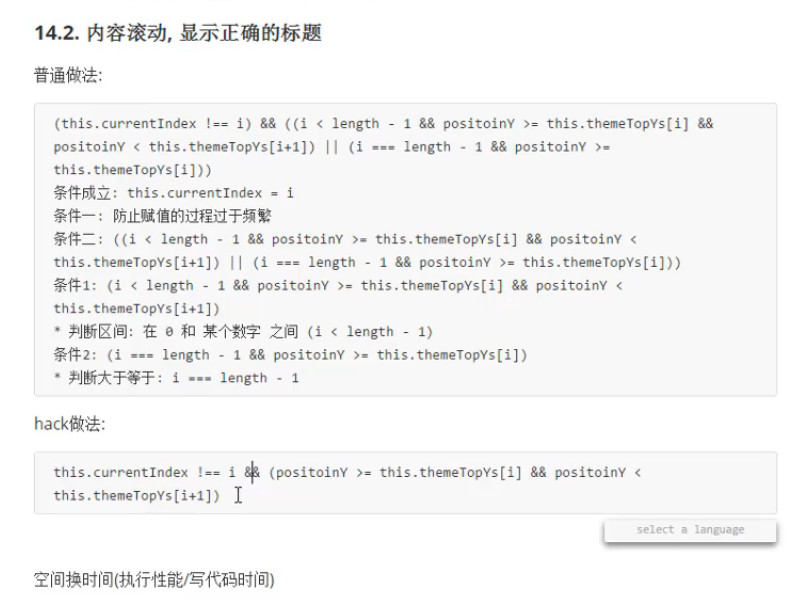 14.2. 内容滚动, 显示正确的标题
普通做法:
(this.currentIndex !== i) && ((i < length - 1 && positoinY >= this.themeTopYs[i] &&
positoinY < this.themeTopYs[i+1]) || (i === length - 1 && positoinY >=
this.themeTopYs[i]))
条件成立: this.currentIndex = i
条件一: 防止赋值的过程过于频繁
条件二: ((i < length - 1 && positoinY >= this.themeTopYs[i] && positoinY <
this.themeTopYs[i+1]) || (i === length - 1 && positoinY >= this.themeTopYs[i]))
条件1: (i < length - 1 && positoinY >= this.themeTopYs[i] && positoinY <
this.themeTopYs[i+1])
* 判断区间: 在 0 和 某个数字 之间 (i < length - 1)
条件2: (i === length - 1 && positoinY >= this.themeTopYs[i])
* 判断大于等于: i === length - 1
hack做法:
this.currentIndex !== i && (positoinY >= this.themeTopYs[i] && positoinY <
this.themeTopYs[i+1])
select a language
空间换时间(执行性能/写代码时间)